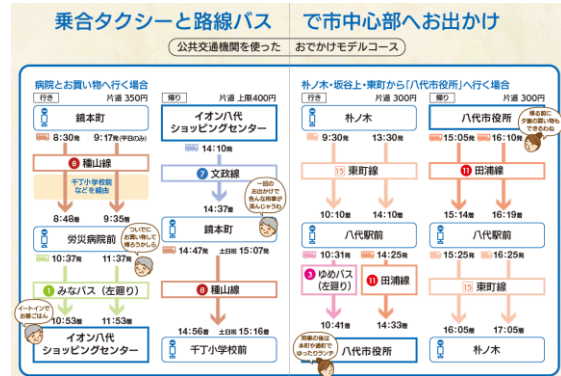 乗合タクシーと路線バス で市中心部へお出かけ
公共交通機関を使った おでかけモデルコース
病院とお買い物へ行く場合
行き 片道 350円
鏡本町
8:30発 9:17発(平日のみ)
8 種山線
千丁小学校前
などを経由
8:48着 9:35着
労災病院前
ついでに
お買い物して
帰ろうかしら
10:37発 11:37発
1 みなバス(左廻り)
イートインで
お昼ごはん
10:53着 11:53着
イオン八代
ショッピングセンター
帰り 片道 上限400円
イオン八代
ショッピングセンター
14:10発
7 文政線
14:37着
一回の
お出かけで
色んな用事が
済んじゃうわ
鏡本町
14:47発 土日祝 15:07発
8 種山線
14:56着 土日祝 15:16着
千丁小学校前
朴ノ木・坂谷上・東町から「八代市役所」へ行く場合
行き 片道 300円
朴ノ木
9:30発 13:30発
15 東町線
10:10着 14:10着
八代駅前
10:31発 14:25発
3 ゆめバス
(左廻り)
11 田浦線
10:41着 14:33着
用事の後は
本町や通町で
ゆったりランチ
八代市役所
帰り 片道 300円
八代市役所
帰る前に
夕飯の買い物も
できるわね
15:05発 16:10発
11 田浦線
15:14着 16:19着
八代駅前
15:25発 16:25発
15 東町線
16:05着 17:05着
朴ノ木